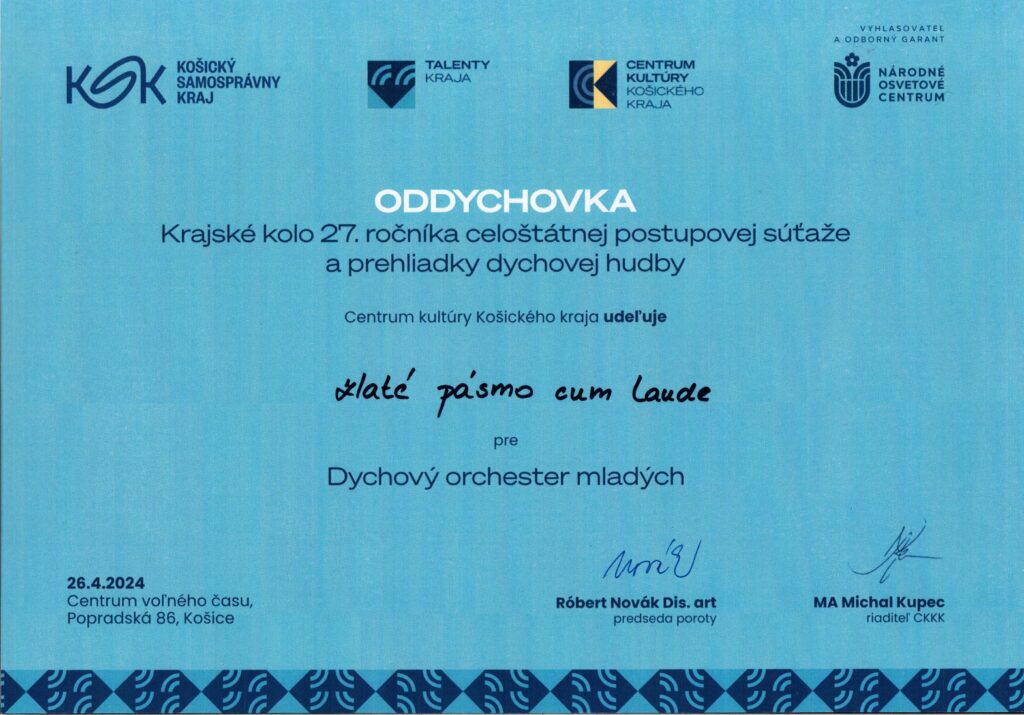 KSK KOŠICKÝ
SAMOSPRÁVNY
KRAJ
TALENTY
KRAJA
CENTRUM
KULTÚRY
KOŠICKÉHO
KRAJA
VYHLASOVATEĽ
A ODBORNÝ GARANT
NÁRODNÉ
OSVETOVÉ
CENTRUM
ODDYCHOVKA
Krajské kolo 27. ročníka celoštátnej postupovej súťaže
a prehliadky dychovej hudby
Centrum kultúry Košického kraja udeľuje
zlaté pásmo cum laude
pre
Dychový orchester mladých
26.4.2024
Centrum voľného času,
Popradská 86, Košice
Róbert Novák Dis. art
predseda poroty
MA Michal Kupec
riaditeľ CKKK